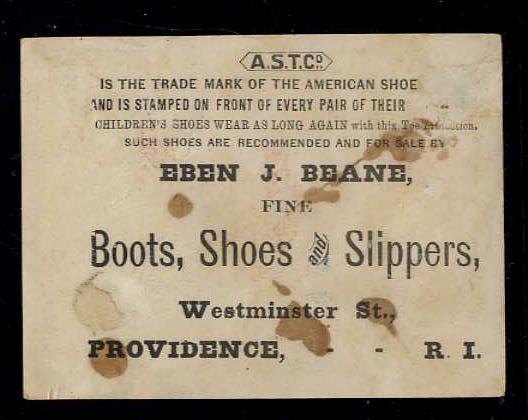 A.S.T.Co.
IS THE TRADE MARK OF THE AMERICAN SHOE
AND IS STAMPED ON FRONT OF EVERY PAIR OF THEIR
CHILDREN'S SHOES WEAR AS LONG AGAIN with this Toe Protection.
SUCH SHOES ARE RECOMMENDED AND FOR SALE BY
EBEN J. BEANE,
FINE
Boots, Shoes and Slippers,
Westminster St.,
PROVIDENCE, - - R. I.